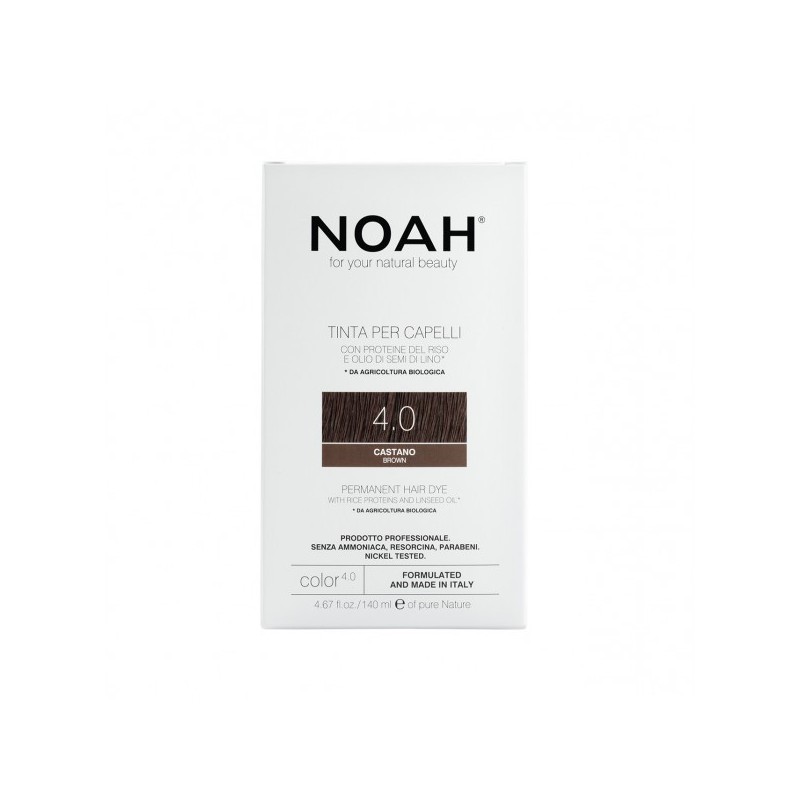 NOAH®
for your natural beauty
TINTA PER CAPELLI
CON PROTEINE DEL RISO
E OLIO DI SEMI DI LINO*
* DA AGRICOLTURA BIOLOGICA
4.0
CASTANO
BROWN
PERMANENT HAIR DYE
WITH RICE PROTEINS AND LINSEED OIL*
* DA AGRICOLTURA BIOLOGICA
PRODOTTO PROFESSIONALE.
SENZA AMMONIACA, RESORCINA, PARABENI.
NICKEL TESTED.
color 4.0
FORMULATED
AND MADE IN ITALY
4.67 fl.oz./140 ml ℮ of pure Nature